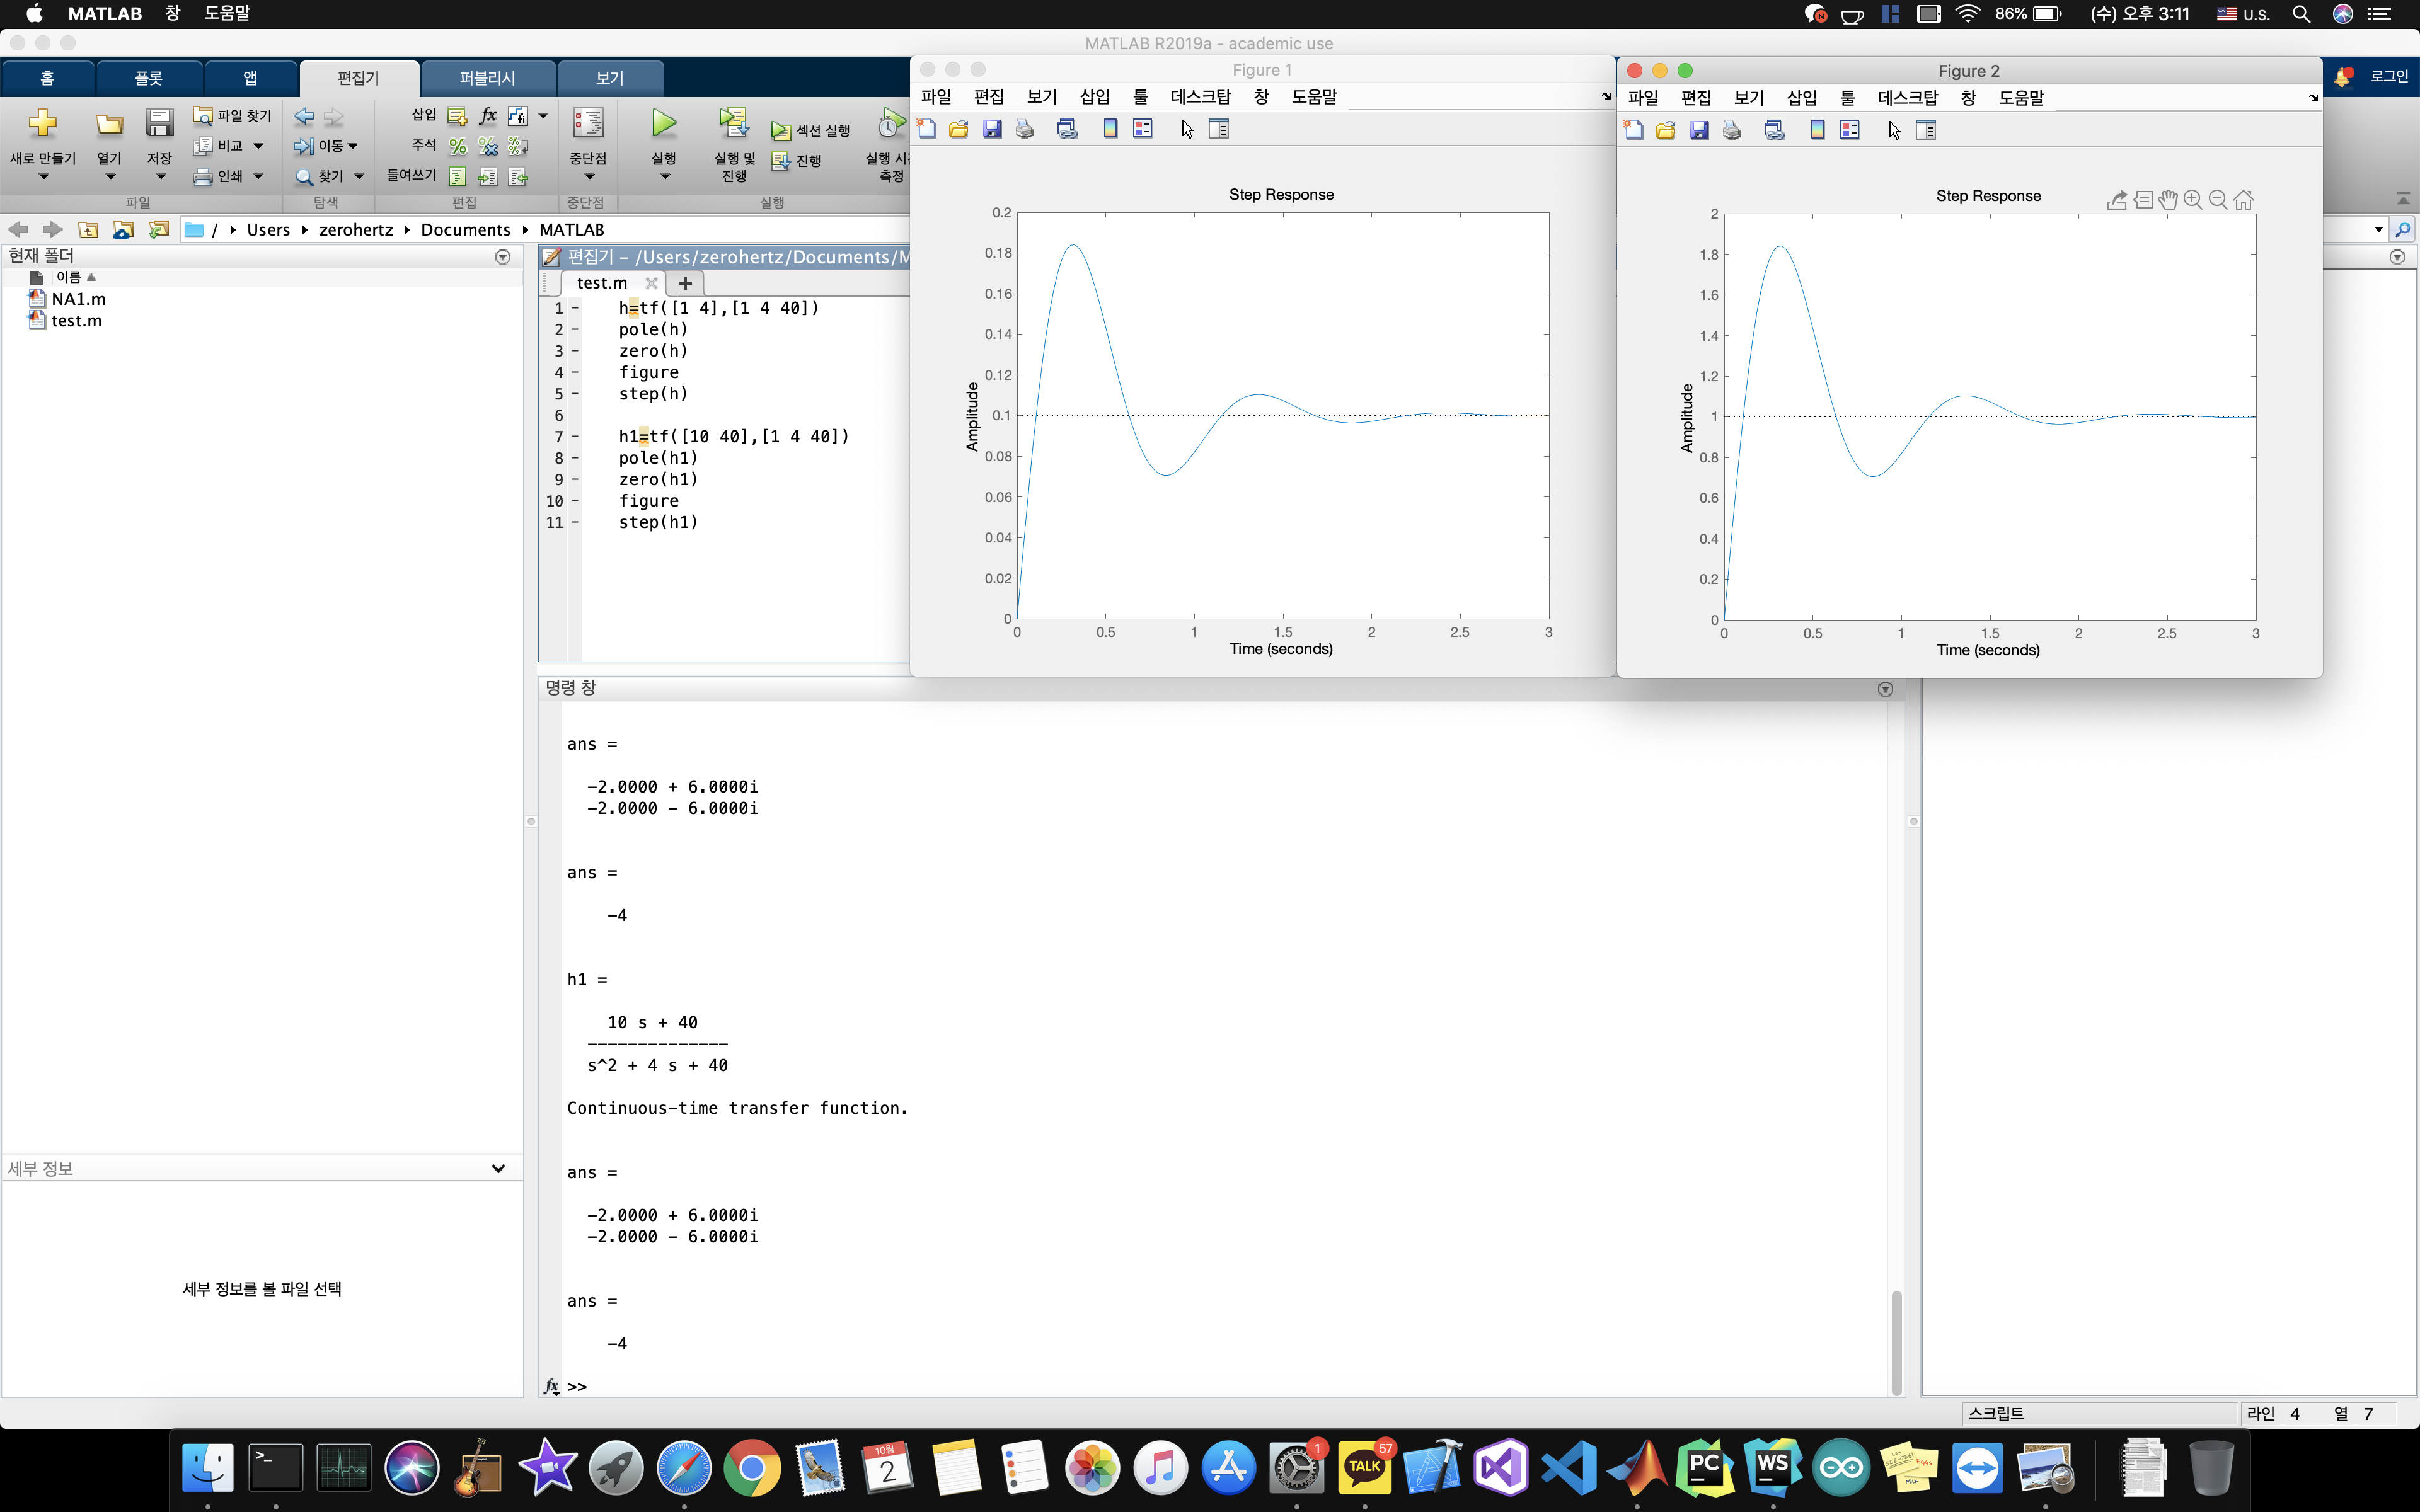 MATLAB 창 도움말
86% (수) 오후 3:11 U.S.
MATLAB R2019a - academic use
홈 플롯 앱 편집기 퍼블리시 보기
로그인
새로 만들기 열기 저장
파일 찾기
비교
인쇄
파일
이동
찾기
탐색
삽입 fx fi
주석 %
들여쓰기
편집
중단점
중단점
실행
실행 및 진행
섹션 실행
진행
실행 시간 측정
실행
/ Users zerohertz Documents MATLAB
현재 폴더
이름
NA1.m
test.m
세부 정보
세부 정보를 볼 파일 선택
편집기 – /Users/zerohertz/Documents/M
test.m
1 – h=tf([1 4],[1 4 40])
2 – pole(h)
3 – zero(h)
4 – figure
5 – step(h)
6
7 – h1=tf([10 40],[1 4 40])
8 – pole(h1)
9 – zero(h1)
10 – figure
11 – step(h1)
Figure 1
파일 편집 보기 삽입 툴 데스크탑 창 도움말
Step Response
0.2
0.18
0.16
0.14
0.12
0.1
0.08
0.06
0.04
0.02
0
Amplitude
0 0.5 1 1.5 2 2.5 3
Time (seconds)
Figure 2
파일 편집 보기 삽입 툴 데스크탑 창 도움말
Step Response
2
1.8
1.6
1.4
1.2
1
0.8
0.6
0.4
0.2
0
Amplitude
0 0.5 1 1.5 2 2.5 3
Time (seconds)
명령 창
ans =
-2.0000 + 6.0000i
-2.0000 - 6.0000i
ans =
-4
h1 =
10 s + 40
--------------
s^2 + 4 s + 40
Continuous-time transfer function.
ans =
-2.0000 + 6.0000i
-2.0000 - 6.0000i
ans =
-4
fx >>
스크립트 라인 4 열 7
10월
2
1
TALK
57
PC
WS